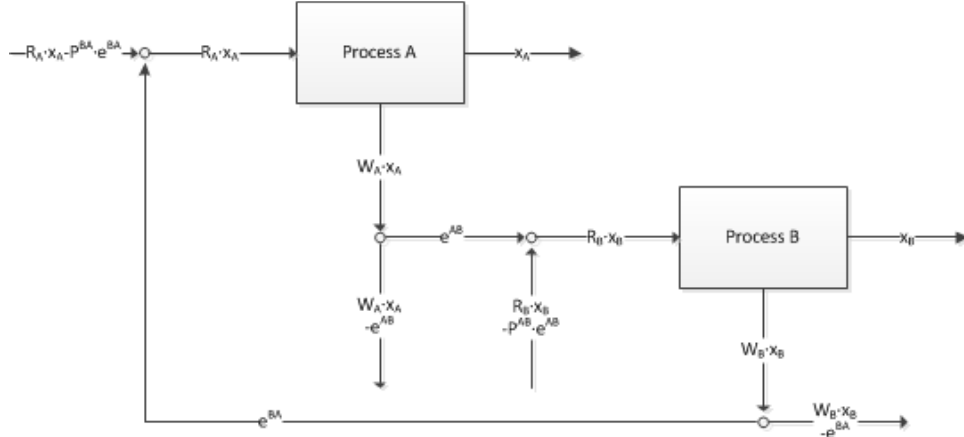 R_A·x_A-P^BA·e^BA
R_A·x_A
Process A
x_A
W_A·x_A
e^AB
R_B·x_B
Process B
x_B
W_A·x_A
-e^AB
R_B·x_B
-P^AB·e^AB
W_B·x_B
e^BA
W_B·x_B
-e^BA